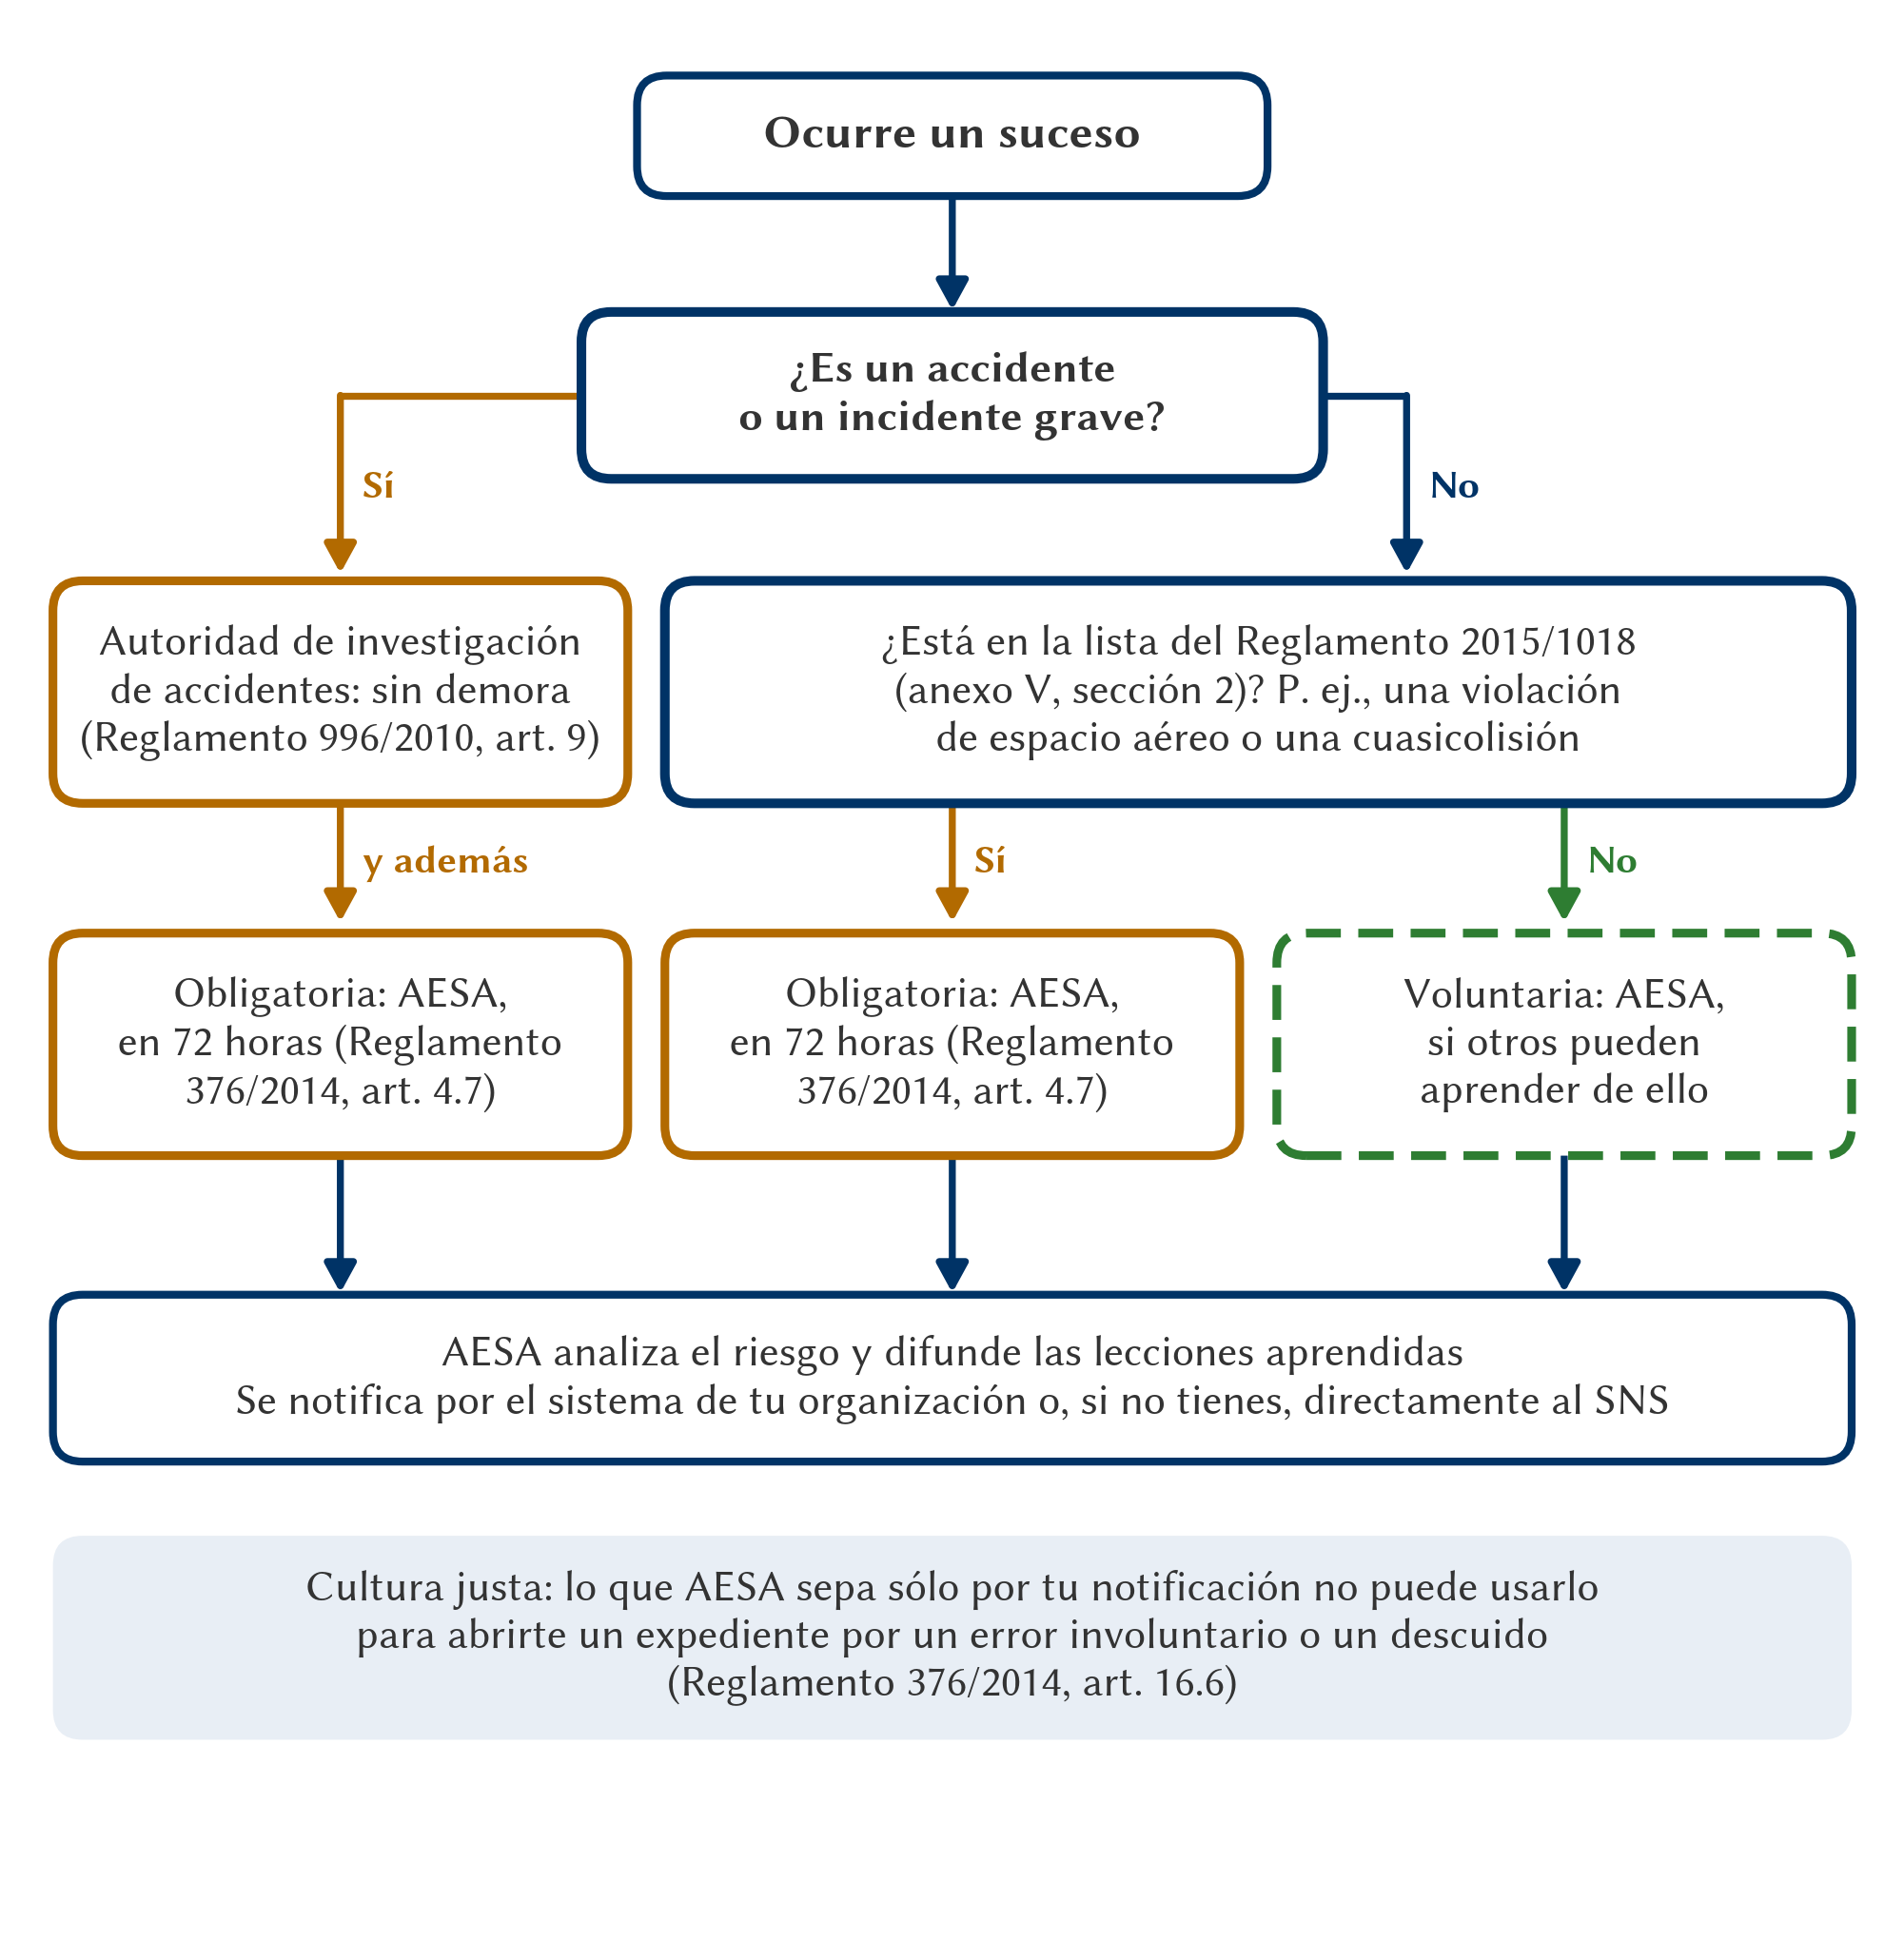 Ocurre un suceso
¿Es un accidente
o un incidente grave?
Sí
No
Autoridad de investigación
de accidentes: sin demora
(Reglamento 996/2010, art. 9)
¿Está en la lista del Reglamento 2015/1018
(anexo V, sección 2)? P. ej., una violación
de espacio aéreo o una cuasicolisión
y además
Sí
No
Obligatoria: AESA,
en 72 horas (Reglamento
376/2014, art. 4.7)
Obligatoria: AESA,
en 72 horas (Reglamento
376/2014, art. 4.7)
Voluntaria: AESA,
si otros pueden
aprender de ello
AESA analiza el riesgo y difunde las lecciones aprendidas
Se notifica por el sistema de tu organización o, si no tienes, directamente al SNS
Cultura justa: lo que AESA sepa sólo por tu notificación no puede usarlo
para abrirte un expediente por un error involuntario o un descuido
(Reglamento 376/2014, art. 16.6)